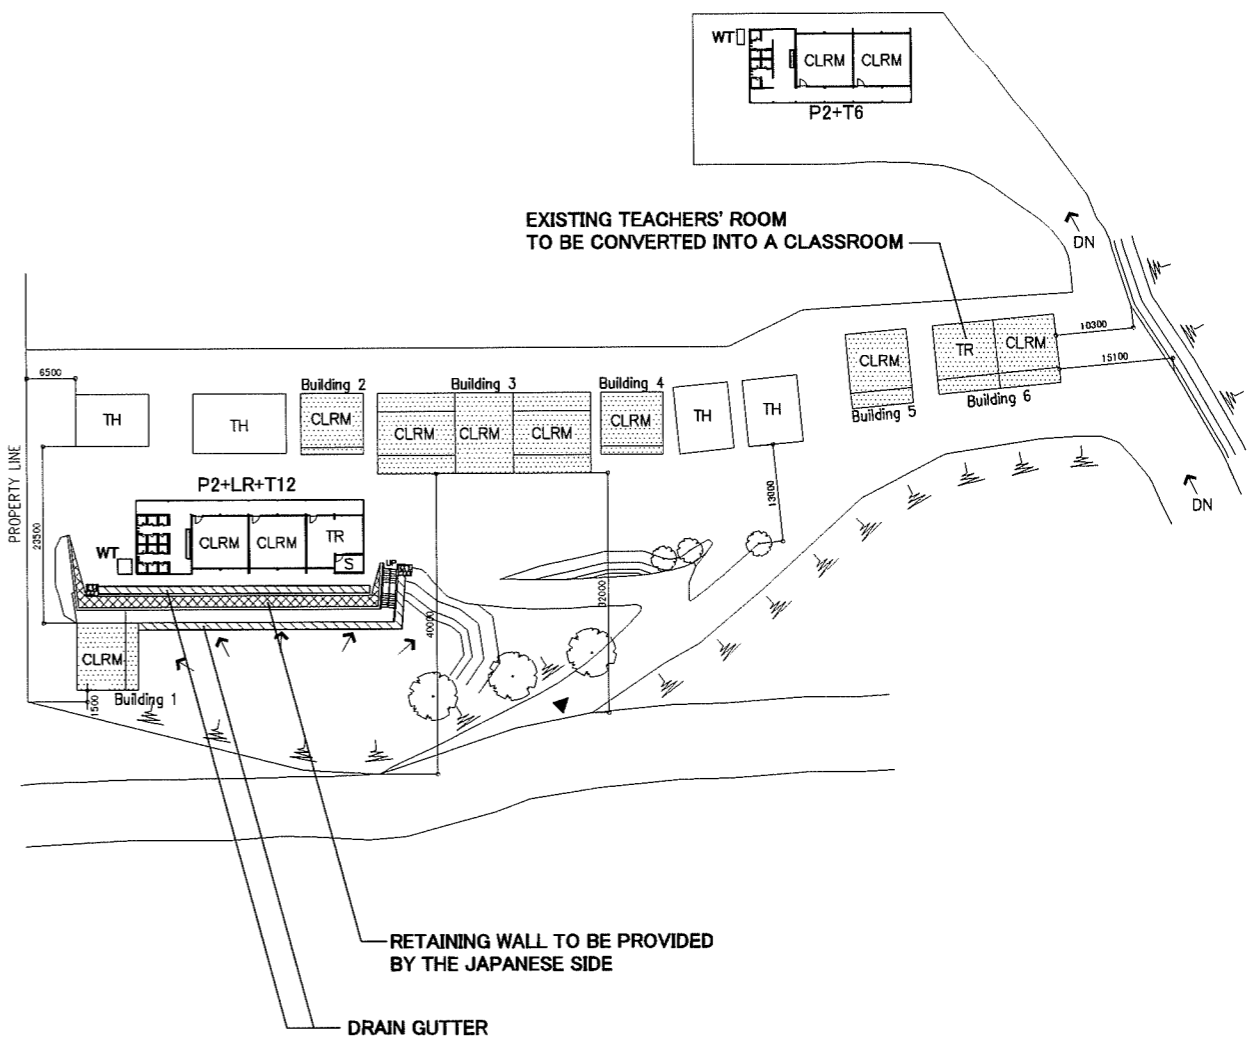 WT
CLRM
CLRM
P2+T6
EXISTING TEACHERS' ROOM
TO BE CONVERTED INTO A CLASSROOM
DN
10300
15100
TR
CLRM
Building 6
CLRM
Building 5
6500
Building 2
Building 3
Building 4
TH
TH
CLRM
CLRM
CLRM
CLRM
CLRM
TH
TH
PROPERTY LINE
23500
P2+LR+T12
13000
DN
WT
CLRM
CLRM
TR
S
UP
40000
32000
CLRM
Building 1
1500
RETAINING WALL TO BE PROVIDED
BY THE JAPANESE SIDE
DRAIN GUTTER